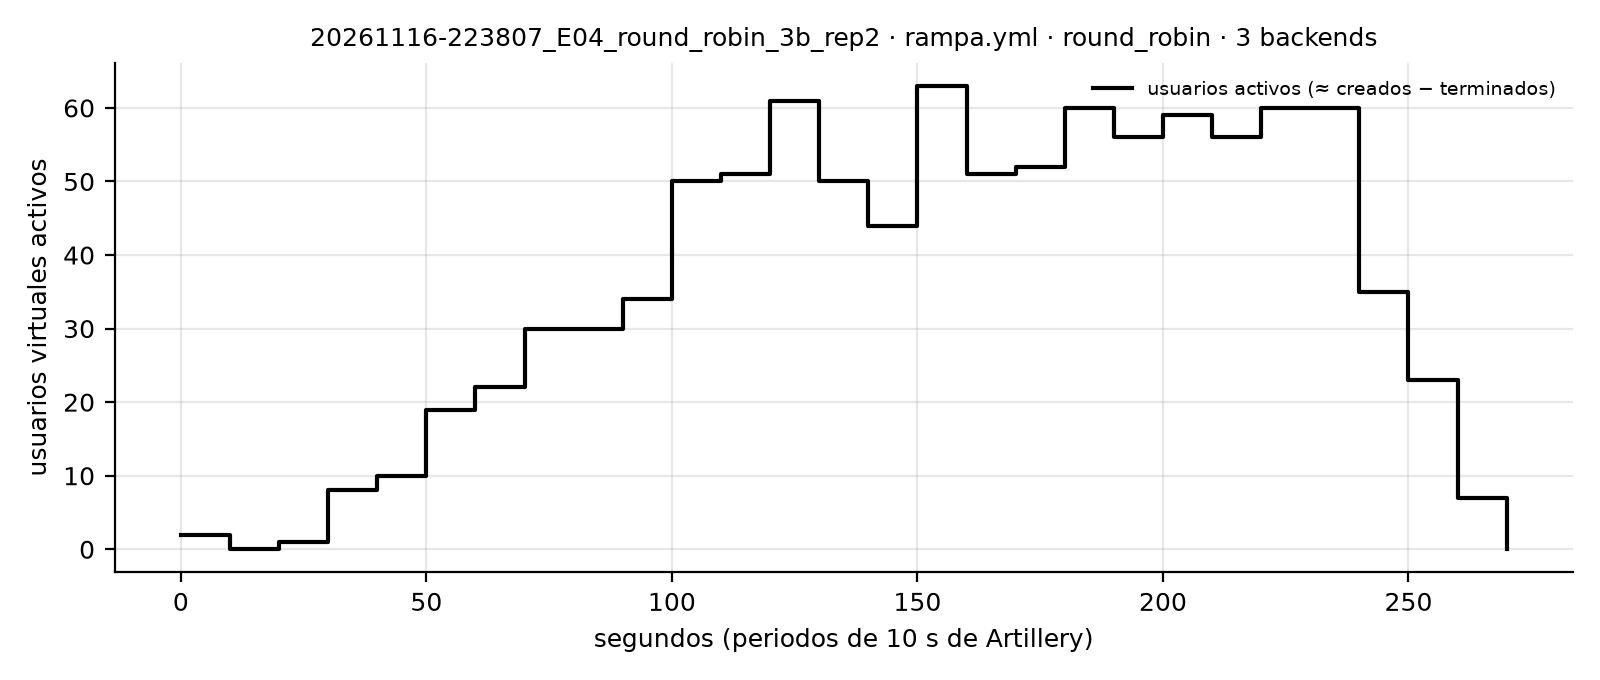 20261116-223807_E04_round_robin_3b_rep2 · rampa.yml · round_robin · 3 backends
usuarios activos (≈ creados − terminados)
usuarios virtuales activos
60
50
40
30
20
10
0
0 50 100 150 200 250
segundos (periodos de 10 s de Artillery)